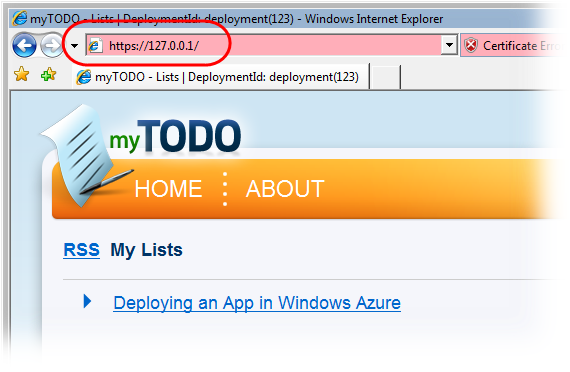 myTODO - Lists | DeploymentId: deployment(123) - Windows Internet Explorer
https://127.0.0.1/
Certificate Erro
myTODO - Lists | DeploymentId: deployment(123)
myTODO
HOME
ABOUT
RSS My Lists
Deploying an App in Windows Azure